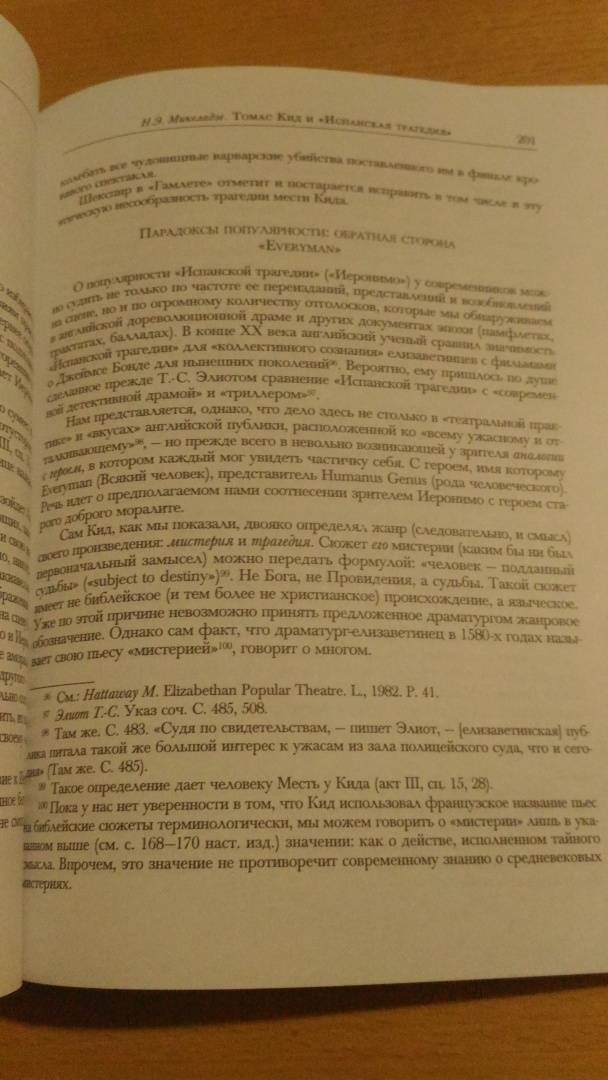 Н.Э. Микеладзе. Томас Кид и «Испанская трагедия» 201
колебать все чудовищные варварские убийства поставленного им в финале кро-
вавого спектакля.
Шекспир в «Гамлете» отметит и постарается исправить в том числе и эту
этическую несообразность трагедии мести Кида.
Парадоксы популярности: обратная сторона
«Everyman»
О популярности «Испанской трагедии» («Иеронимо») у современников мож-
но судить не только по частоте ее переизданий, представлений и возобновлений
на сцене, но и по огромному количеству отголосков, которые мы обнаруживаем
в английской дореволюционной драме и других документах эпохи (памфлетах,
трактатах, балладах). В конце XX века английский ученый сравнил значимость
«Испанской трагедии» для «коллективного сознания» елизаветинцев с фильмами
о Джеймсе Бонде для нынешних поколений⁹⁶. Вероятно, ему пришлось по душе
сделанное прежде Т.-С. Элиотом сравнение «Испанской трагедии» с «современ-
ной детективной драмой» и «триллером»⁹⁷.
Нам представляется, однако, что дело здесь не столько в «театральной прак-
тике» и «вкусах» английской публики, расположенной ко «всему ужасному и от-
талкивающему»⁹⁸, – но прежде всего в невольно возникающей у зрителя аналогии
с героем, в котором каждый мог увидеть частичку себя. С героем, имя которому
Everyman (Всякий человек), представитель Humanus Genus (рода человеческого).
Речь идет о предполагаемом нами соотнесении зрителем Иеронимо с героем ста-
рого доброго моралите.
Сам Кид, как мы показали, двояко определял жанр (следовательно, и смысл)
своего произведения: мистерия и трагедия. Сюжет его мистерии (каким бы ни был
первоначальный замысел) можно передать формулой: «человек – подданный
судьбы» («subject to destiny»)⁹⁹. Не Бога, не Провидения, а судьбы. Такой сюжет
имеет не библейское (и тем более не христианское) происхождение, а языческое.
Уже по этой причине невозможно принять предложенное драматургом жанровое
обозначение. Однако сам факт, что драматург-елизаветинец в 1580-х годах назы-
вает свою пьесу «мистерией»¹⁰⁰, говорит о многом.
⁹⁶ См.: Hattaway M. Elizabethan Popular Theatre. L., 1982. P. 41.
⁹⁷ Элиот Т.-С. Указ соч. С. 485, 508.
⁹⁸ Там же. С. 483. «Судя по свидетельствам, – пишет Элиот, – [елизаветинская] пуб-
лика питала такой же большой интерес к ужасам из зала полицейского суда, что и сего-
дня» (Там же. С. 485).
⁹⁹ Такое определение дает человеку Месть у Кида (акт III, сц. 15, 28).
¹⁰⁰ Пока у нас нет уверенности в том, что Кид использовал французское название пьес
на библейские сюжеты терминологически, мы можем говорить о «мистерии» лишь в ука-
занном выше (см. с. 168–170 наст. изд.) значении: как о действе, исполненном тайного
смысла. Впрочем, это значение не противоречит современному знанию о средневековых
мистериях.